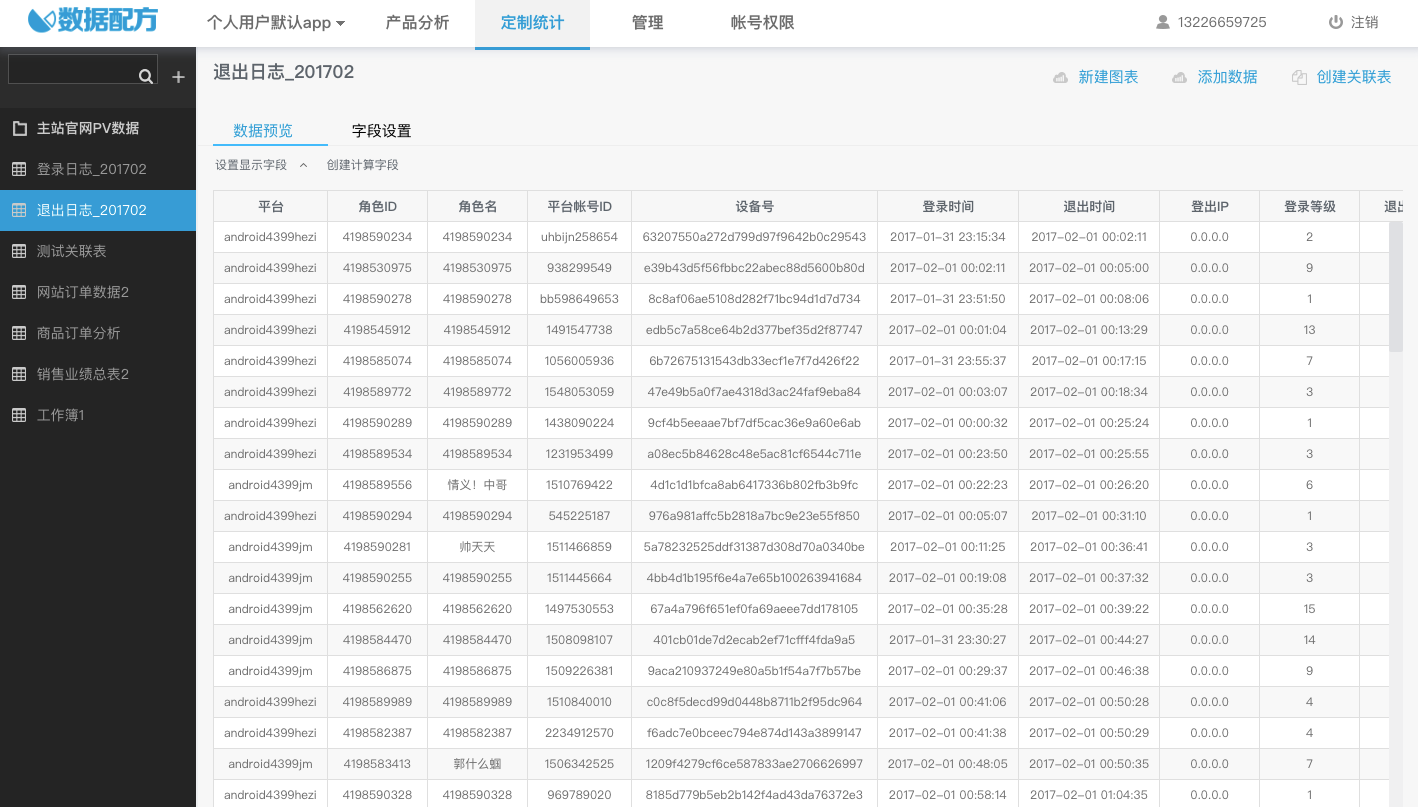 数据配方 个人用户默认app 产品分析 定制统计 管理 帐号权限 13226659725 注销
退出日志_201702 新建图表 添加数据 创建关联表
主站官网PV数据
登录日志_201702
退出日志_201702
测试关联表
网站订单数据2
商品订单分析
销售业绩总表2
工作簿1
数据预览 字段设置
设置显示字段 创建计算字段
平台 角色ID 角色名 平台帐号ID 设备号 登录时间 退出时间 登出IP 登录等级 退出
android4399hezi 4198590234 4198590234 uhbijn258654 63207550a272d799d97f9642b0c29543 2017-01-31 23:15:34 2017-02-01 00:02:11 0.0.0.0 2
android4399hezi 4198530975 4198530975 938299549 e39b43d5f56fbbc22abec88d5600b80d 2017-02-01 00:02:11 2017-02-01 00:05:00 0.0.0.0 9
android4399hezi 4198590278 4198590278 bb598649653 8c8af06ae5108d282f71bc94d1d7d734 2017-01-31 23:51:50 2017-02-01 00:08:06 0.0.0.0 1
android4399hezi 4198545912 4198545912 1491547738 edb5c7a58ce64b2d377bef35d2f87747 2017-02-01 00:01:04 2017-02-01 00:13:29 0.0.0.0 13
android4399hezi 4198585074 4198585074 1056005936 6b72675131543db33ecf1e7f7d426f22 2017-01-31 23:55:37 2017-02-01 00:17:15 0.0.0.0 7
android4399hezi 4198589772 4198589772 1548053059 47e49b5a0f7ae4318d3ac24faf9eba84 2017-02-01 00:03:07 2017-02-01 00:18:34 0.0.0.0 3
android4399hezi 4198590289 4198590289 1438090224 9cf4b5eeaae7bf7df5cac36e9a60e6ab 2017-02-01 00:00:32 2017-02-01 00:25:24 0.0.0.0 1
android4399hezi 4198589534 4198589534 1231953499 a08ec5b84628c48e5ac81cf6544c711e 2017-02-01 00:23:50 2017-02-01 00:25:55 0.0.0.0 3
android4399jm 4198589556 情义！中哥 1510769422 4d1c1d1bfca8ab6417336b802fb3b9fc 2017-02-01 00:22:23 2017-02-01 00:26:20 0.0.0.0 6
android4399hezi 4198590294 4198590294 545225187 976a981affc5b2818a7bc9e23e55f850 2017-02-01 00:05:07 2017-02-01 00:31:10 0.0.0.0 1
android4399jm 4198590281 帅天天 1511466859 5a78232525ddf31387d308d70a0340be 2017-02-01 00:11:25 2017-02-01 00:36:41 0.0.0.0 3
android4399jm 4198590255 4198590255 1511445664 4bb4d1b195f6e4a7e65b100263941684 2017-02-01 00:19:08 2017-02-01 00:37:32 0.0.0.0 3
android4399jm 4198562620 4198562620 1497530553 67a4a796f651ef0fa69aeee7dd178105 2017-02-01 00:35:28 2017-02-01 00:39:22 0.0.0.0 15
android4399jm 4198584470 4198584470 1508098107 401cb01de7d2ecab2ef71cfff4fda9a5 2017-01-31 23:30:27 2017-02-01 00:44:27 0.0.0.0 14
android4399jm 4198586875 4198586875 1509226381 9aca210937249e80a5b1f54a7f7b57be 2017-02-01 00:29:37 2017-02-01 00:46:38 0.0.0.0 9
android4399hezi 4198589989 4198589989 1510840010 c0c8f5decd99d0448b8711b2f95dc964 2017-02-01 00:41:06 2017-02-01 00:50:28 0.0.0.0 4
android4399hezi 4198582387 4198582387 2234912570 f6adc7e0bceec794e874d143a3899147 2017-02-01 00:41:38 2017-02-01 00:50:29 0.0.0.0 4
android4399jm 4198583413 郭什么蝈 1506342525 1209f4279cf6ce587833ae2706626997 2017-02-01 00:48:05 2017-02-01 00:50:35 0.0.0.0 7
android4399hezi 4198590328 4198590328 969789020 8185d779b5eb2b142f4ad43da76372e3 2017-02-01 00:58:14 2017-02-01 01:04:35 0.0.0.0 1